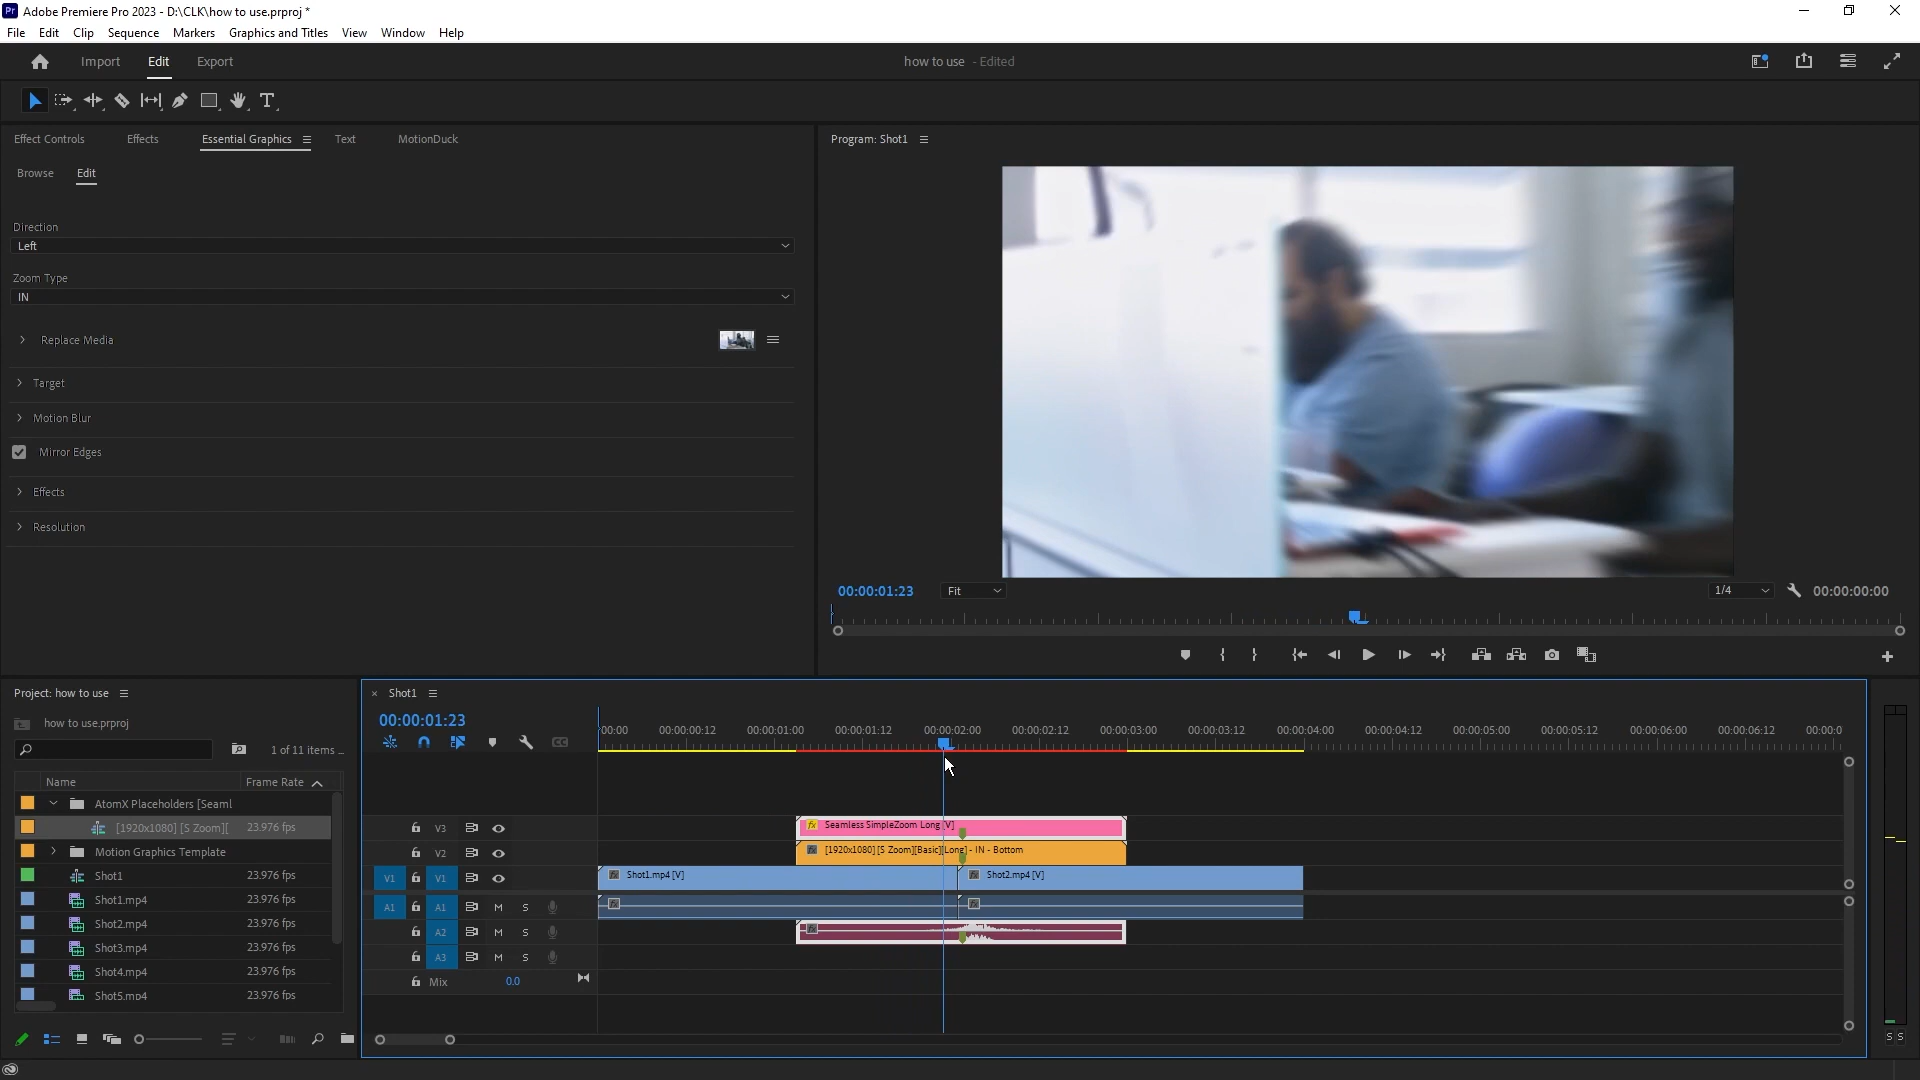 Adobe Premiere Pro 2023 - D:\CLK\how to use.prproj *
File Edit Clip Sequence Markers Graphics and Titles View Window Help
Import Edit Export how to use - Edited
Effect Controls Effects Essential Graphics Text MotionDuck
Program: Shot1
Browse Edit
Direction
Left
Zoom Type
IN
Replace Media
Target
Motion Blur
Mirror Edges
Effects
Resolution
00:00:01:23 Fit 1/4 00:00:00:00
Project: how to use
how to use.prproj
1 of 11 items ...
Name Frame Rate
AtomX Placeholders [Seaml
[1920x1080] [S Zoom][ 23.976 fps
Motion Graphics Template
Shot1 23.976 fps
Shot1.mp4 23.976 fps
Shot2.mp4 23.976 fps
Shot3.mp4 23.976 fps
Shot4.mp4 23.976 fps
Shot5.mp4 23.976 fps
Shot1
00:00:01:23
:00:00 00:00:00:12 00:00:01:00 00:00:01:12 00:00:02:00 00:00:02:12 00:00:03:00 00:00:03:12 00:00:04:00 00:00:04:12 00:00:05:00 00:00:05:12 00:00:06:00 00:00:06:12 00:00:0
V3 Seamless SimpleZoom Long [V]
V2 [1920x1080] [S Zoom][Basic][Long] - IN - Bottom
V1 V1 Shot1.mp4 [V] Shot2.mp4 [V]
A1 A1 M S
A2 M S
A3 M S
Mix 0.0
S S